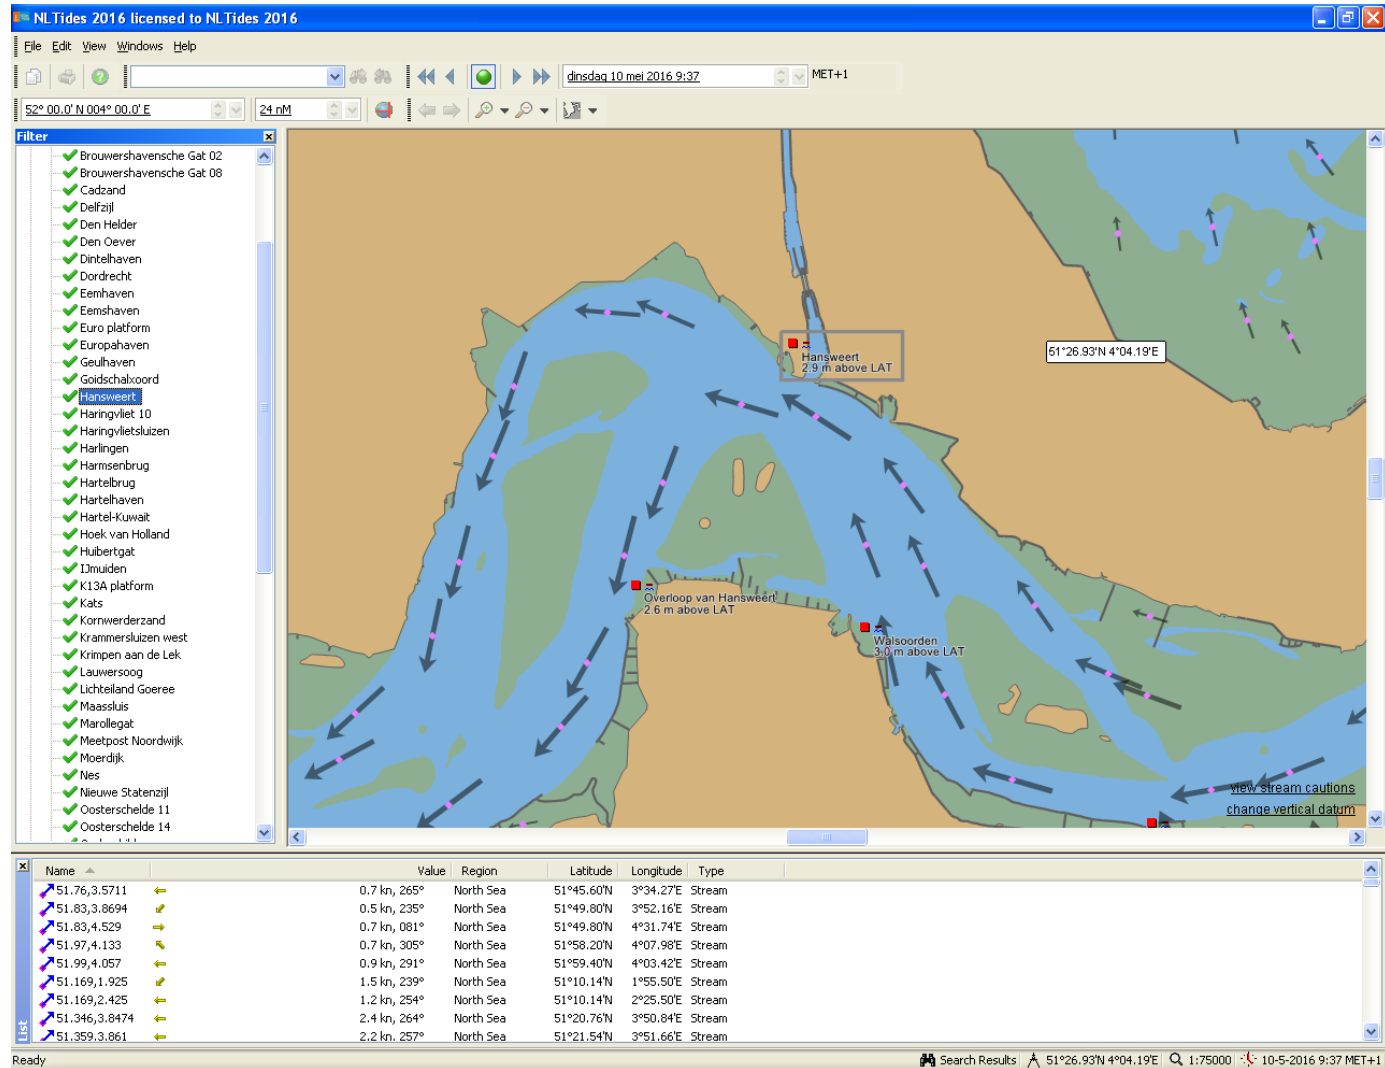 NLTides 2016 licensed to NLTides 2016
File Edit View Windows Help
dinsdag 10 mei 2016 9:37 MET+1
52° 00.0' N 004° 00.0' E 24 nM
Filter
Brouwershavensche Gat 02
Brouwershavensche Gat 08
Cadzand
Delfzijl
Den Helder
Den Oever
Dintelhaven
Dordrecht
Eemhaven
Eemshaven
Euro platform
Europahaven
Geulhaven
Goidschalxoord
Hansweert
Haringvliet 10
Haringvlietsluizen
Harlingen
Harmsenbrug
Hartelbrug
Hartelhaven
Hartel-Kuwait
Hoek van Holland
Huibertgat
IJmuiden
K13A platform
Kats
Kornwerderzand
Krammersluizen west
Krimpen aan de Lek
Lauwersoog
Lichteiland Goeree
Maassluis
Marollegat
Meetpost Noordwijk
Moerdijk
Nes
Nieuwe Statenzijl
Oosterschelde 11
Oosterschelde 14
Hansweert
2.9 m above LAT
51°26.93'N 4°04.19'E
Overloop van Hansweert
2.6 m above LAT
Walsoorden
3.0 m above LAT
view stream cautions
change vertical datum
List
Name Value Region Latitude Longitude Type
51.76,3.5711 0.7 kn, 265° North Sea 51°45.60'N 3°34.27'E Stream
51.83,3.8694 0.5 kn, 235° North Sea 51°49.80'N 3°52.16'E Stream
51.83,4.529 0.7 kn, 081° North Sea 51°49.80'N 4°31.74'E Stream
51.97,4.133 0.7 kn, 305° North Sea 51°58.20'N 4°07.98'E Stream
51.99,4.057 0.9 kn, 291° North Sea 51°59.40'N 4°03.42'E Stream
51.169,1.925 1.5 kn, 239° North Sea 51°10.14'N 1°55.50'E Stream
51.169,2.425 1.2 kn, 254° North Sea 51°10.14'N 2°25.50'E Stream
51.346,3.8474 2.4 kn, 264° North Sea 51°20.76'N 3°50.84'E Stream
51.359,3.861 2.2 kn, 257° North Sea 51°21.54'N 3°51.66'E Stream
Ready Search Results 51°26.93'N 4°04.19'E 1:75000 10-5-2016 9:37 MET+1